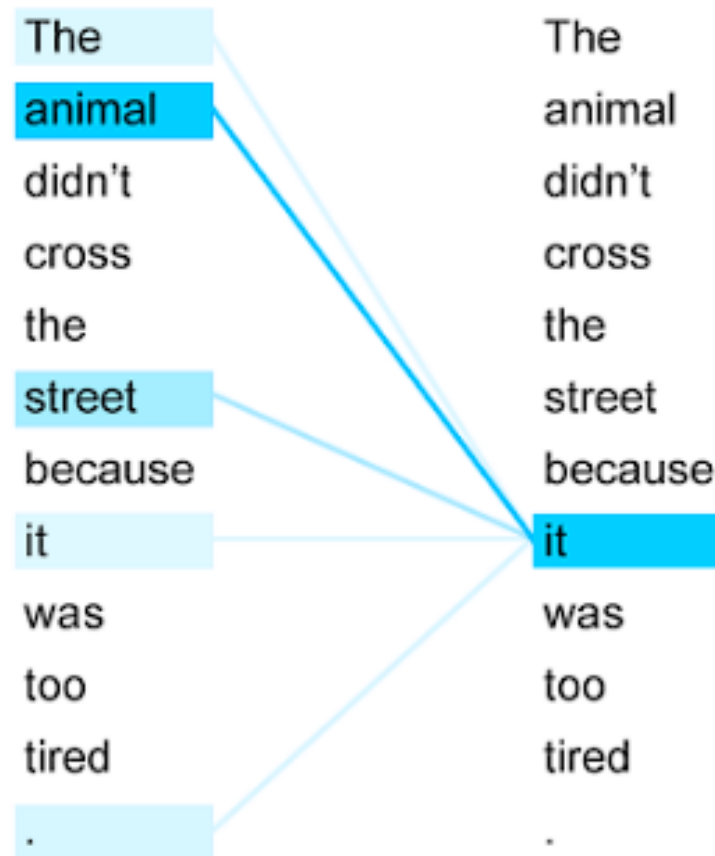 The The
animal animal
didn’t didn’t
cross cross
the the
street street
because because
it it
was was
too too
tired tired
. .